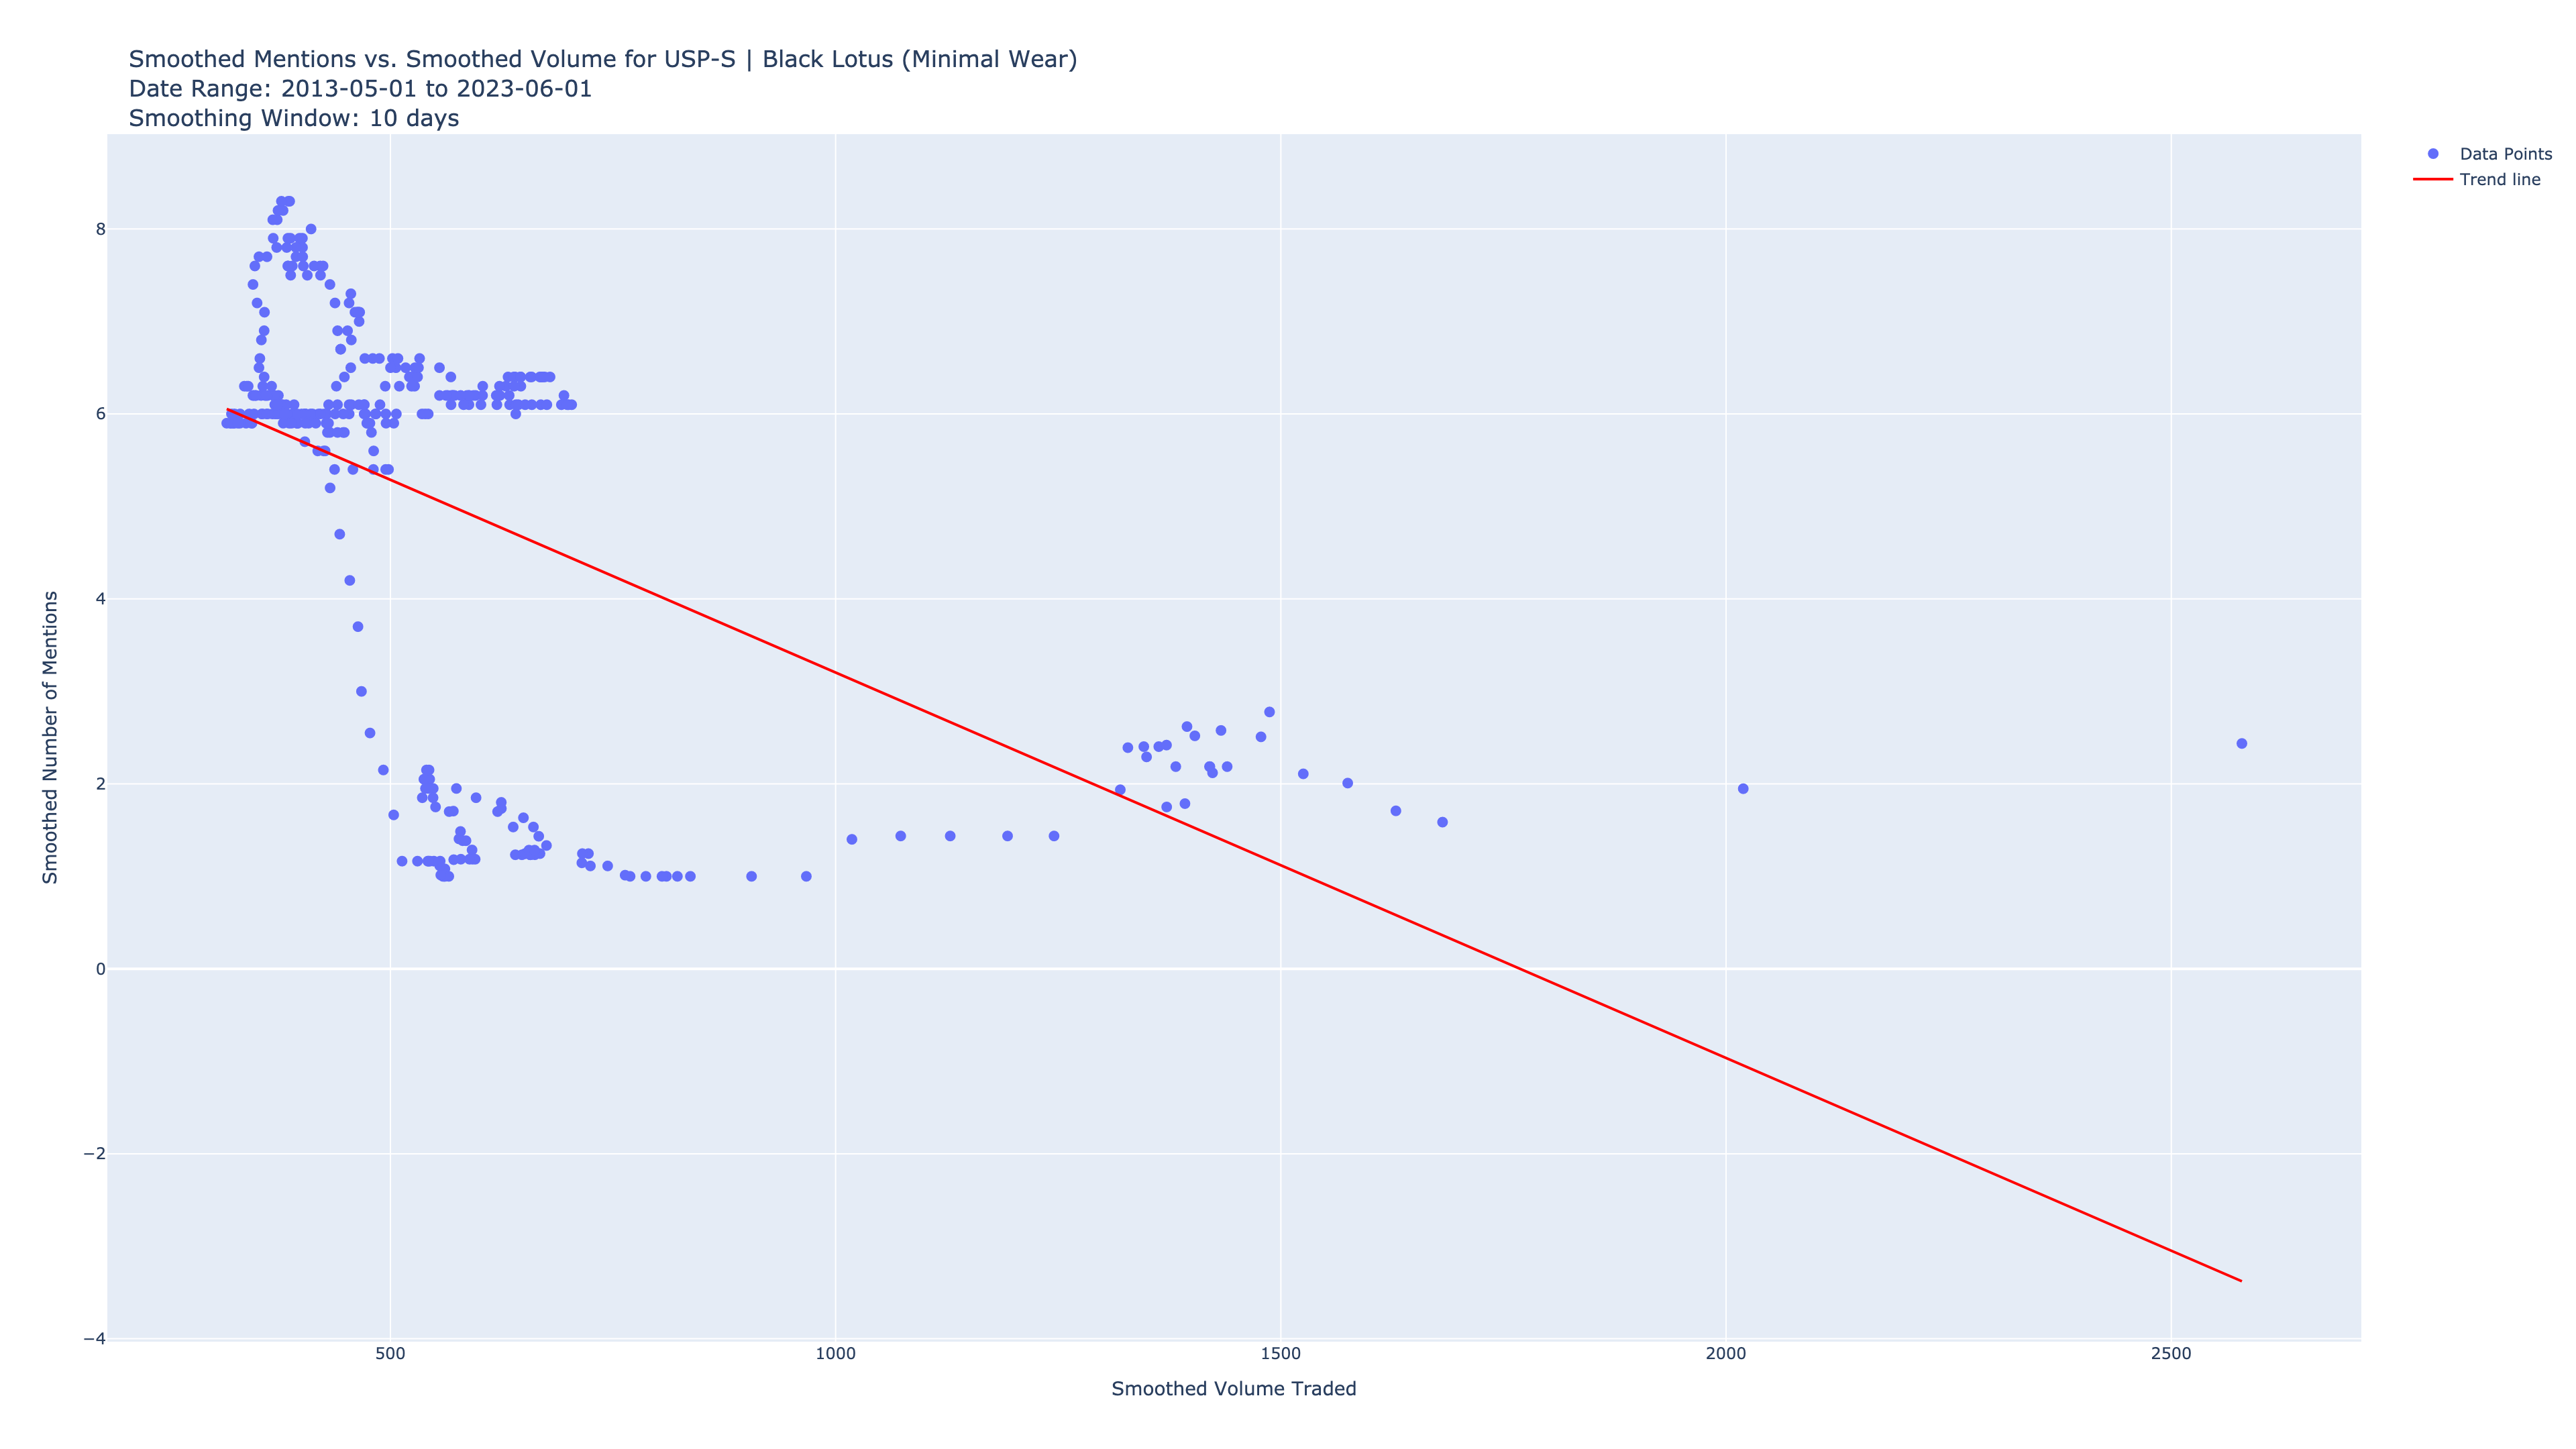 Smoothed Mentions vs. Smoothed Volume for USP-S | Black Lotus (Minimal Wear)
Date Range: 2013-05-01 to 2023-06-01
Smoothing Window: 10 days
Data Points
Trend line
Smoothed Number of Mentions
8
6
4
2
0
−2
−4
500
1000
1500
2000
2500
Smoothed Volume Traded